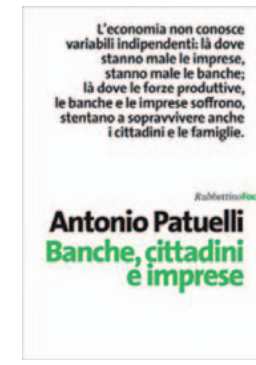 L'economia non conosce
variabili indipendenti: là dove
stanno male le imprese,
stanno male le banche;
là dove le forze produttive,
le banche e le imprese soffrono,
stentano a sopravvivere anche
i cittadini e le famiglie.
RubbettinoFocus
Antonio Patuelli
Banche, cittadini
e imprese